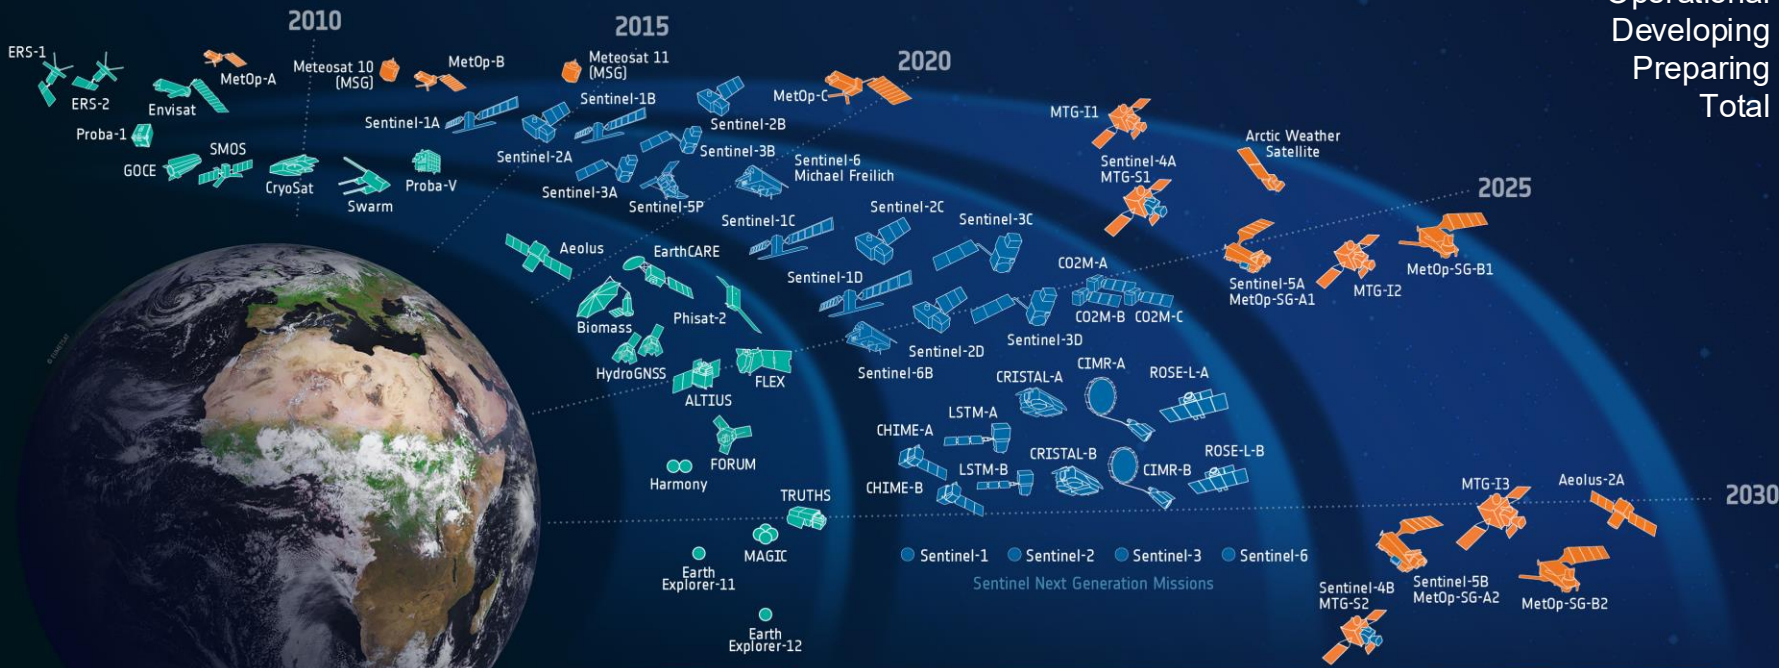 Operational
Developing
Preparing
Total
2010
2015
2020
2025
2030
ERS-1
ERS-2
Envisat
MetOp-A
Meteosat 10
(MSG)
MetOp-B
Meteosat 11
(MSG)
MetOp-C
Proba-1
GOCE
SMOS
CryoSat
Swarm
Proba-V
Sentinel-1A
Sentinel-1B
Sentinel-2A
Sentinel-2B
Sentinel-3A
Sentinel-3B
Sentinel-5P
Sentinel-6
Michael Freilich
MTG-I1
Sentinel-4A
MTG-S1
Arctic Weather
Satellite
Aeolus
EarthCARE
Biomass
Phisat-2
HydroGNSS
ALTIUS
FLEX
FORUM
Harmony
TRUTHS
MAGIC
Earth
Explorer-11
Earth
Explorer-12
Sentinel-1C
Sentinel-2C
Sentinel-3C
Sentinel-1D
Sentinel-2D
Sentinel-3D
Sentinel-6B
CO2M-A
CO2M-B
CO2M-C
Sentinel-5A
MetOp-SG-A1
MTG-I2
MetOp-SG-B1
CRISTAL-A
CIMR-A
ROSE-L-A
CHIME-A
LSTM-A
CRISTAL-B
CIMR-B
ROSE-L-B
CHIME-B
LSTM-B
Sentinel-1
Sentinel-2
Sentinel-3
Sentinel-6
Sentinel Next Generation Missions
MTG-I3
Aeolus-2A
Sentinel-5B
MetOp-SG-A2
MetOp-SG-B2
Sentinel-4B
MTG-S2
© EUMETSAT